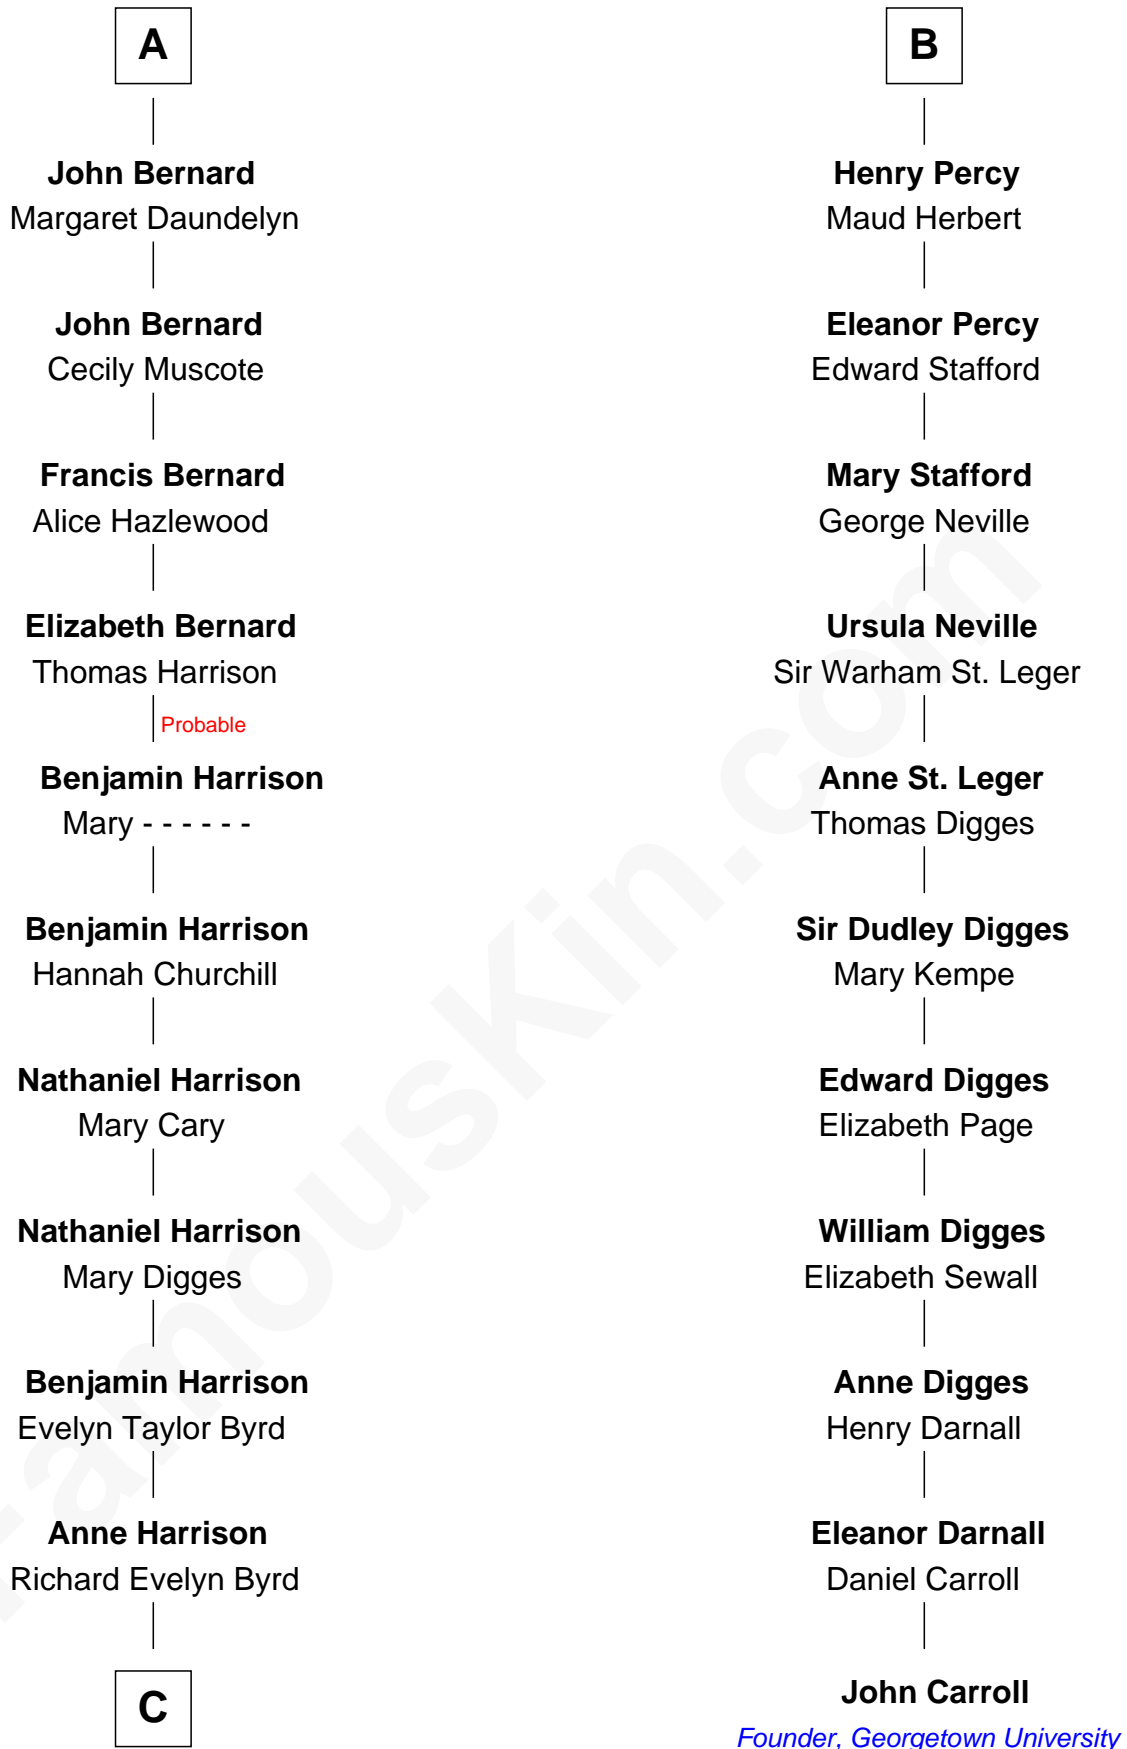 A
John Bernard
Margaret Daundelyn
John Bernard
Cecily Muscote
Francis Bernard
Alice Hazlewood
Elizabeth Bernard
Thomas Harrison
Probable
Benjamin Harrison
Mary - - - - - -
Benjamin Harrison
Hannah Churchill
Nathaniel Harrison
Mary Cary
Nathaniel Harrison
Mary Digges
Benjamin Harrison
Evelyn Taylor Byrd
Anne Harrison
Richard Evelyn Byrd
C
B
Henry Percy
Maud Herbert
Eleanor Percy
Edward Stafford
Mary Stafford
George Neville
Ursula Neville
Sir Warham St. Leger
Anne St. Leger
Thomas Digges
Sir Dudley Digges
Mary Kempe
Edward Digges
Elizabeth Page
William Digges
Elizabeth Sewall
Anne Digges
Henry Darnall
Eleanor Darnall
Daniel Carroll
John Carroll
Founder, Georgetown University
FamousKin.com